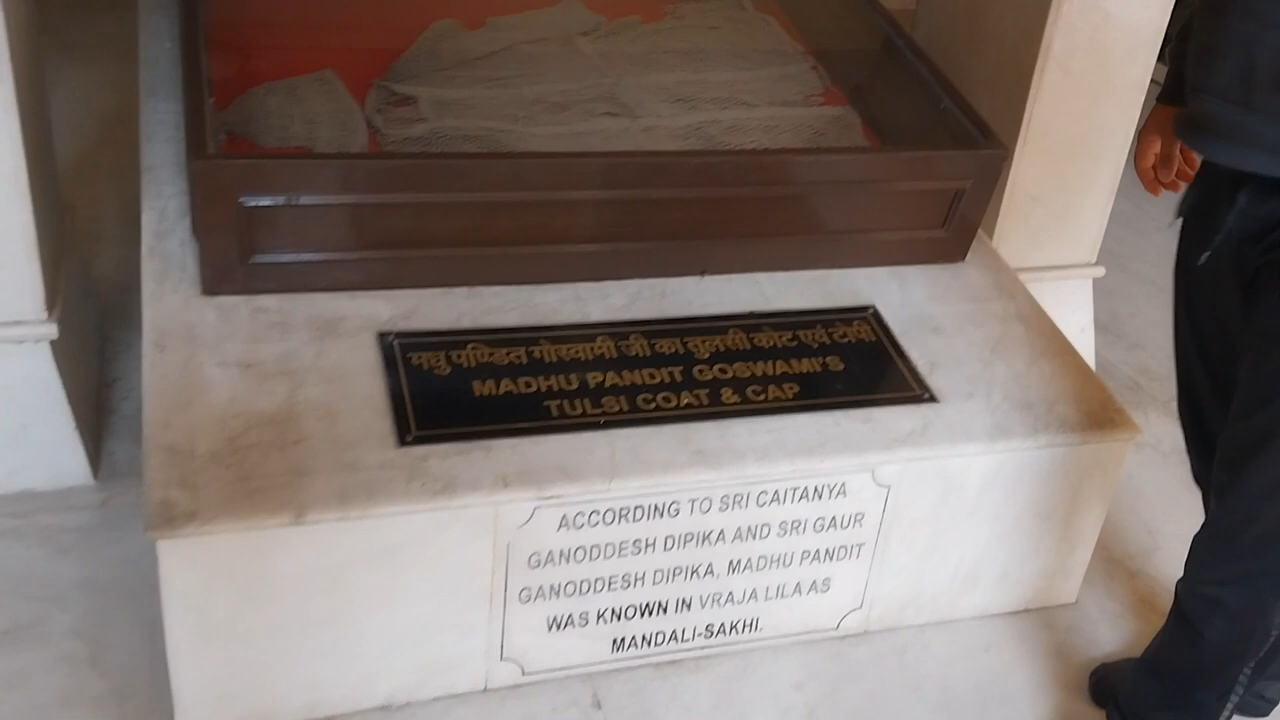 मधु पण्डित गोस्वामी जी का तुलसी कोट एवं टोपी
MADHU PANDIT GOSWAMI'S
TULSI COAT & CAP
ACCORDING TO SRI CAITANYA
GANODDESH DIPIKA AND SRI GAUR
GANODDESH DIPIKA, MADHU PANDIT
WAS KNOWN IN VRAJA LILA AS
MANDALI-SAKHI.